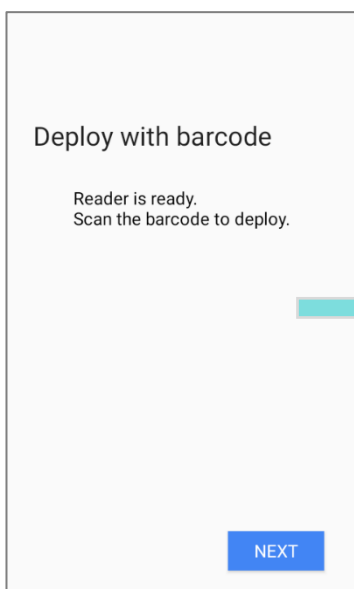 Deploy with barcode
Reader is ready.
Scan the barcode to deploy.
NEXT